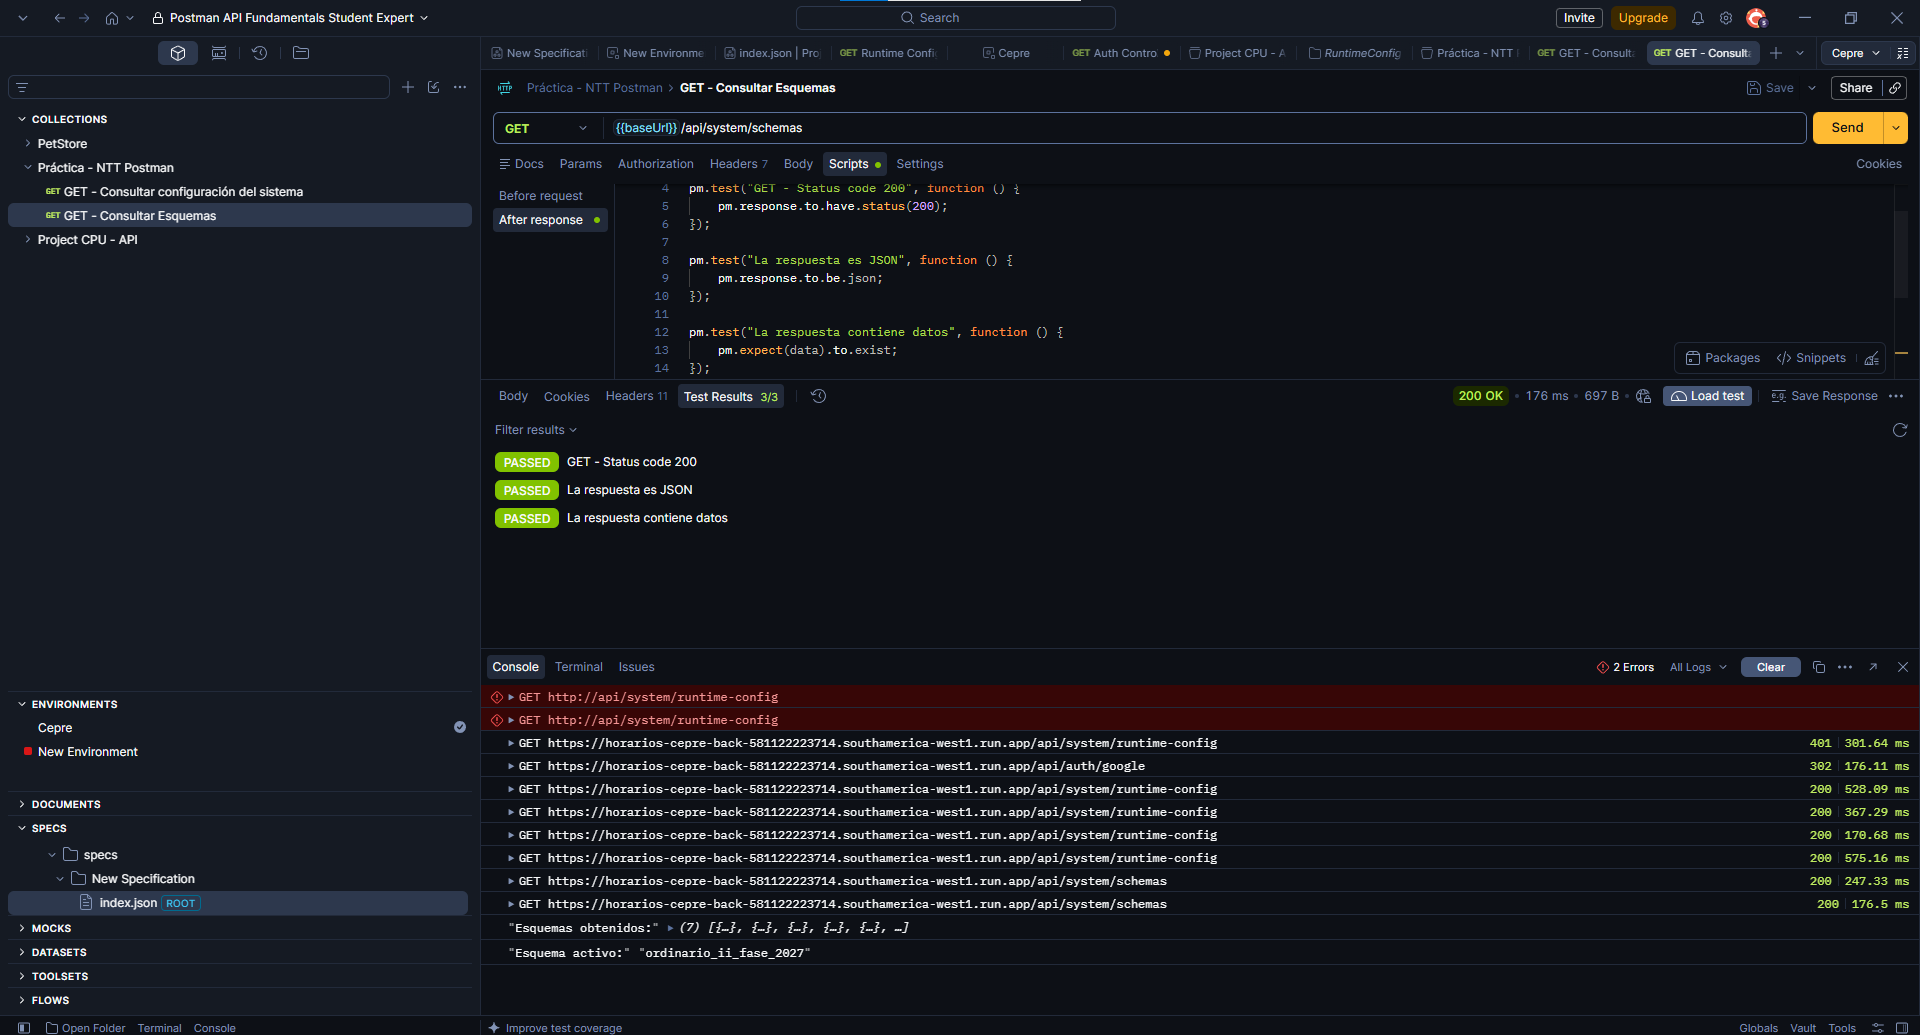 Postman API Fundamentals Student Expert
Search
Invite
Upgrade
New Specificat
New Environme
index.json | Pro
GET Runtime Confi
Cepre
GET Auth Contro
Project CPU - A
RuntimeConfig
Práctica - NTT
GET GET - Consult
GET GET - Consult
Cepre
Práctica - NTT Postman > GET - Consultar Esquemas
Save
Share
GET
{{baseUrl}}/api/system/schemas
Send
Docs
Params
Authorization
Headers 7
Body
Scripts
Settings
Cookies
Before request
After response
4 pm.test("GET - Status code 200", function () {
5 pm.response.to.have.status(200);
6 });
7
8 pm.test("La respuesta es JSON", function () {
9 pm.response.to.be.json;
10 });
11
12 pm.test("La respuesta contiene datos", function () {
13 pm.expect(data).to.exist;
14 });
Packages
Snippets
COLLECTIONS
PetStore
Práctica - NTT Postman
GET GET - Consultar configuración del sistema
GET GET - Consultar Esquemas
Project CPU - API
Body
Cookies
Headers 11
Test Results 3/3
200 OK
176 ms
697 B
Load test
e.g. Save Response
Filter results
PASSED GET - Status code 200
PASSED La respuesta es JSON
PASSED La respuesta contiene datos
ENVIRONMENTS
Cepre
New Environment
DOCUMENTS
SPECS
specs
New Specification
index.json ROOT
MOCKS
DATASETS
TOOLSETS
FLOWS
Console
Terminal
Issues
2 Errors
All Logs
Clear
GET http://api/system/runtime-config
GET http://api/system/runtime-config
GET https://horarios-cepre-back-581122223714.southamerica-west1.run.app/api/system/runtime-config 401 301.64 ms
GET https://horarios-cepre-back-581122223714.southamerica-west1.run.app/api/auth/google 302 176.11 ms
GET https://horarios-cepre-back-581122223714.southamerica-west1.run.app/api/system/runtime-config 200 528.09 ms
GET https://horarios-cepre-back-581122223714.southamerica-west1.run.app/api/system/runtime-config 200 367.29 ms
GET https://horarios-cepre-back-581122223714.southamerica-west1.run.app/api/system/runtime-config 200 170.68 ms
GET https://horarios-cepre-back-581122223714.southamerica-west1.run.app/api/system/runtime-config 200 575.16 ms
GET https://horarios-cepre-back-581122223714.southamerica-west1.run.app/api/system/schemas 200 247.33 ms
GET https://horarios-cepre-back-581122223714.southamerica-west1.run.app/api/system/schemas 200 176.5 ms
"Esquemas obtenidos:" (7) [{…}, {…}, {…}, {…}, {…}, …]
"Esquema activo:" "ordinario_ii_fase_2027"
Open Folder
Terminal
Console
Improve test coverage
Globals
Vault
Tools